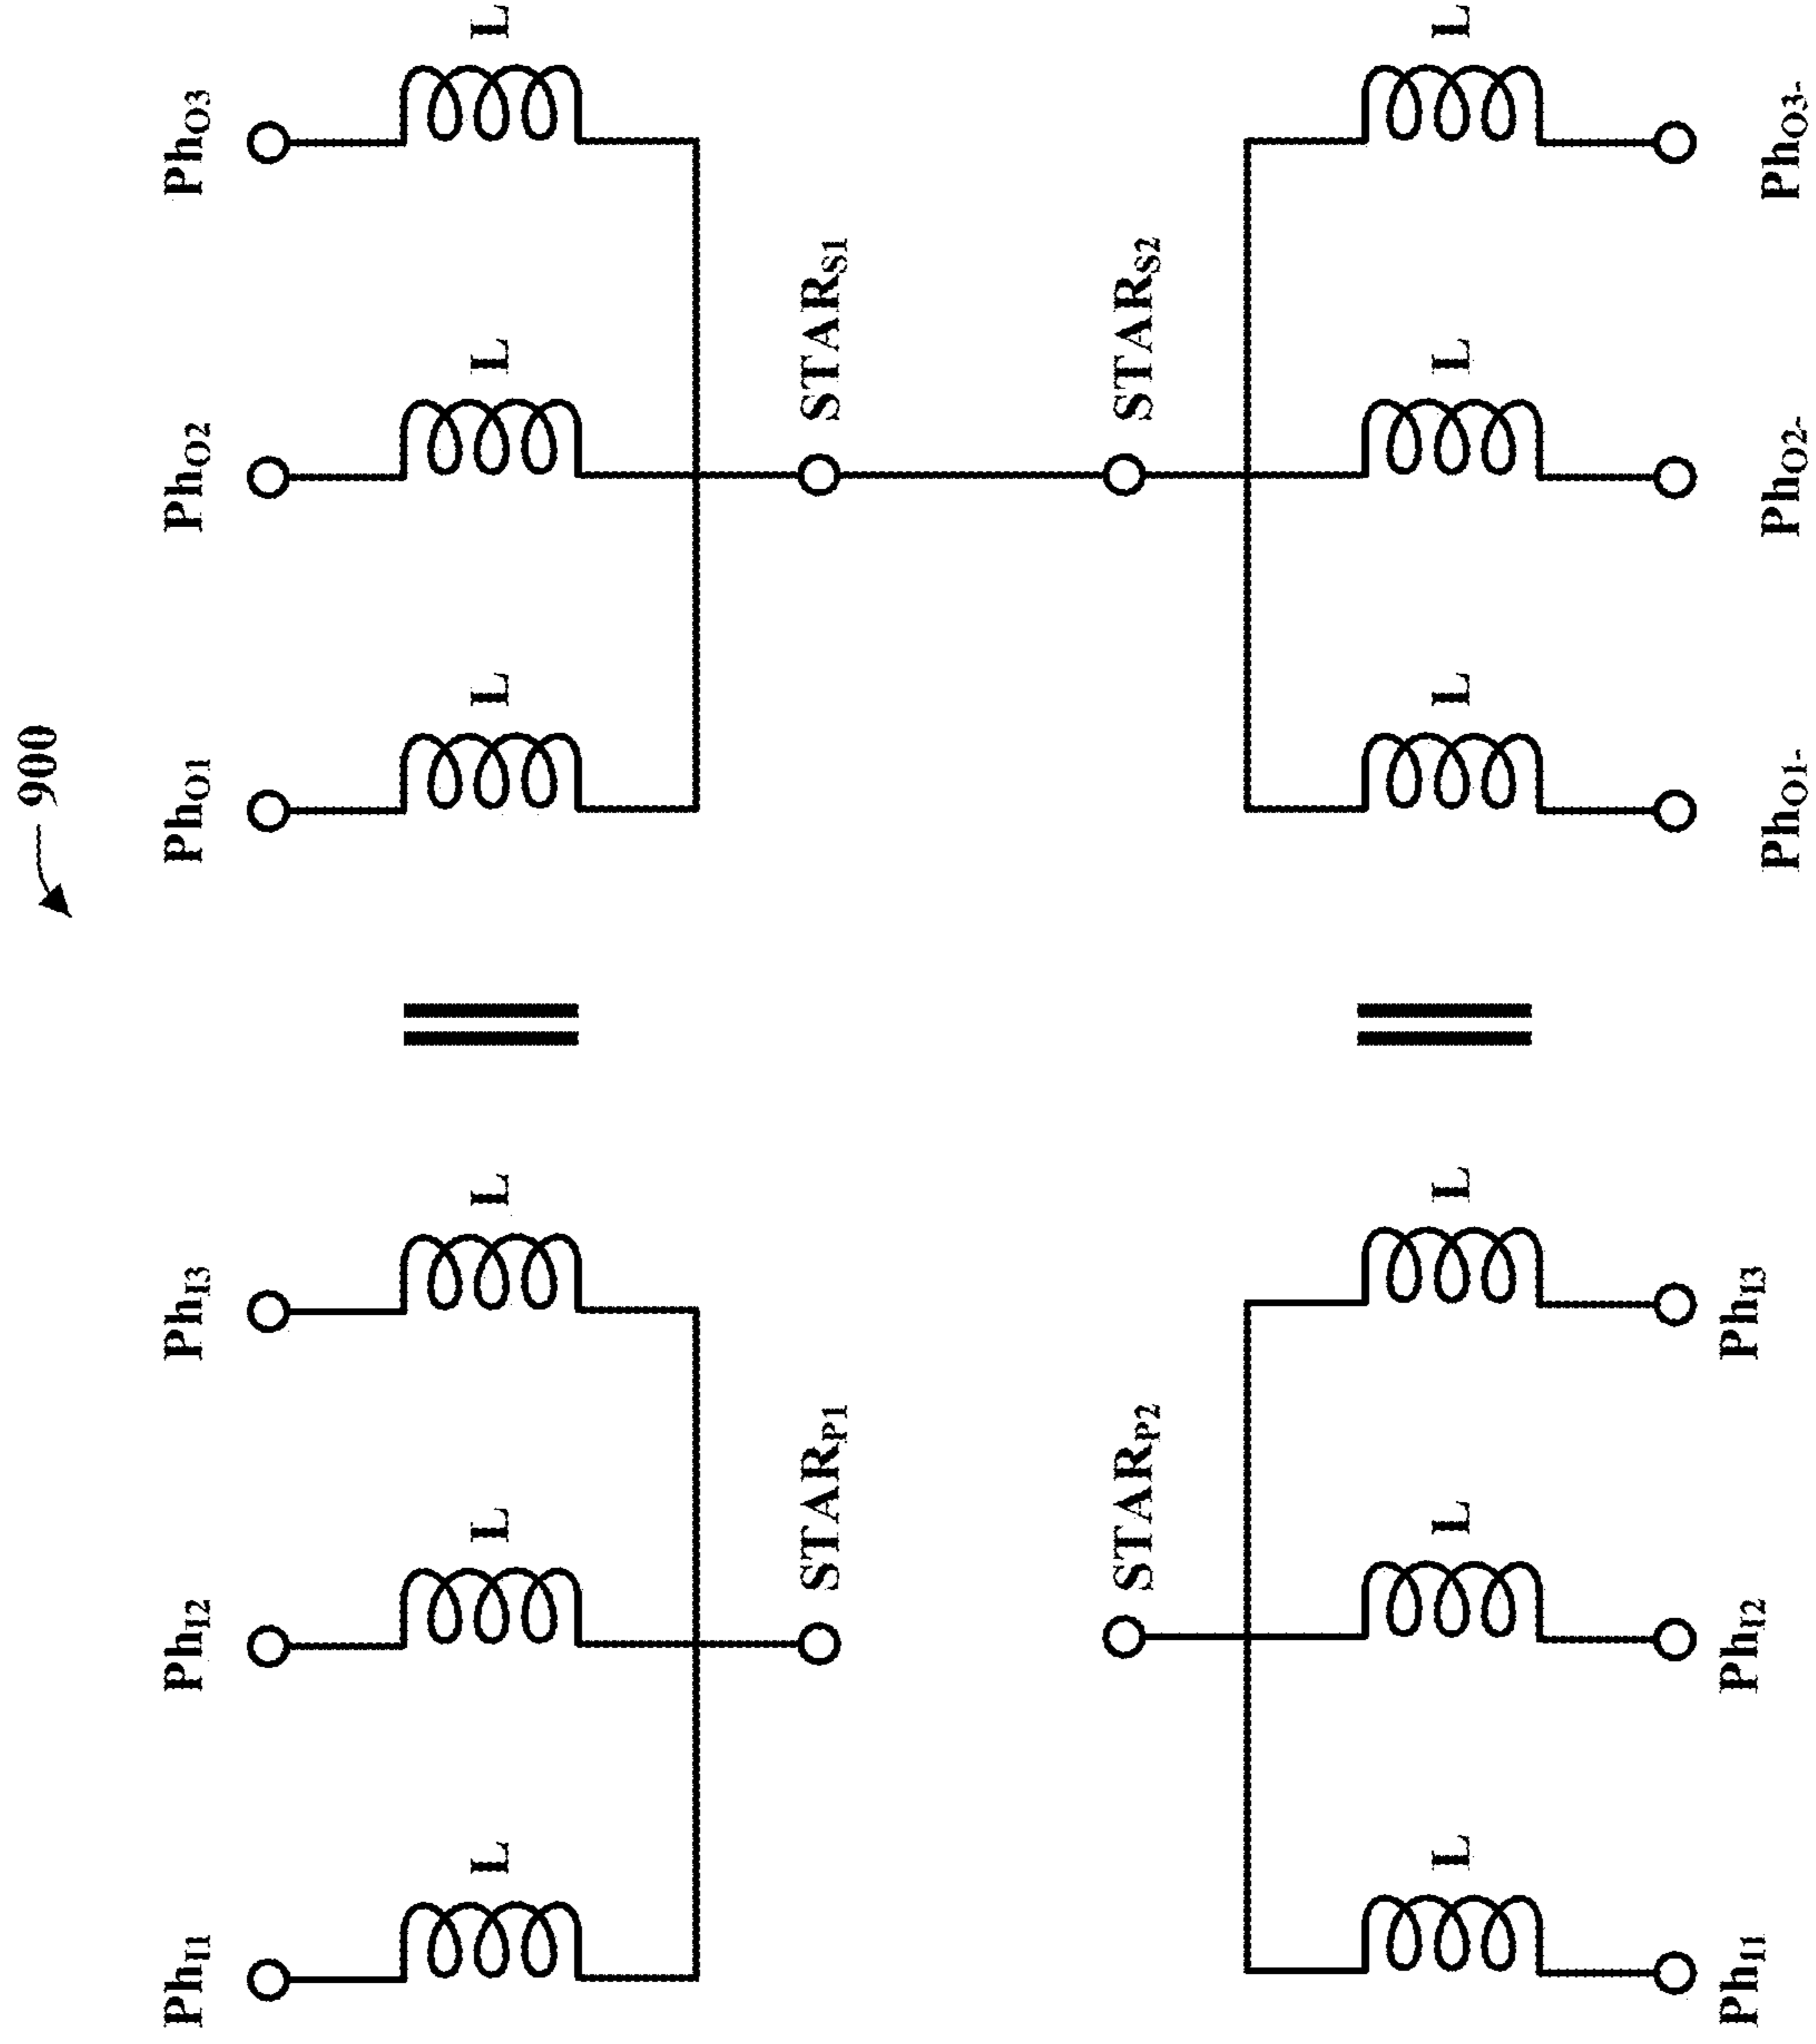 900
Ph_I1 Ph_I2 Ph_I3 Ph_O1 Ph_O2 Ph_O3
L L L L L L
STAR_P1 STAR_S1
STAR_P2 STAR_S2
L L L L L L
Ph_I1 Ph_I2 Ph_I3 Ph_O1- Ph_O2- Ph_O3-